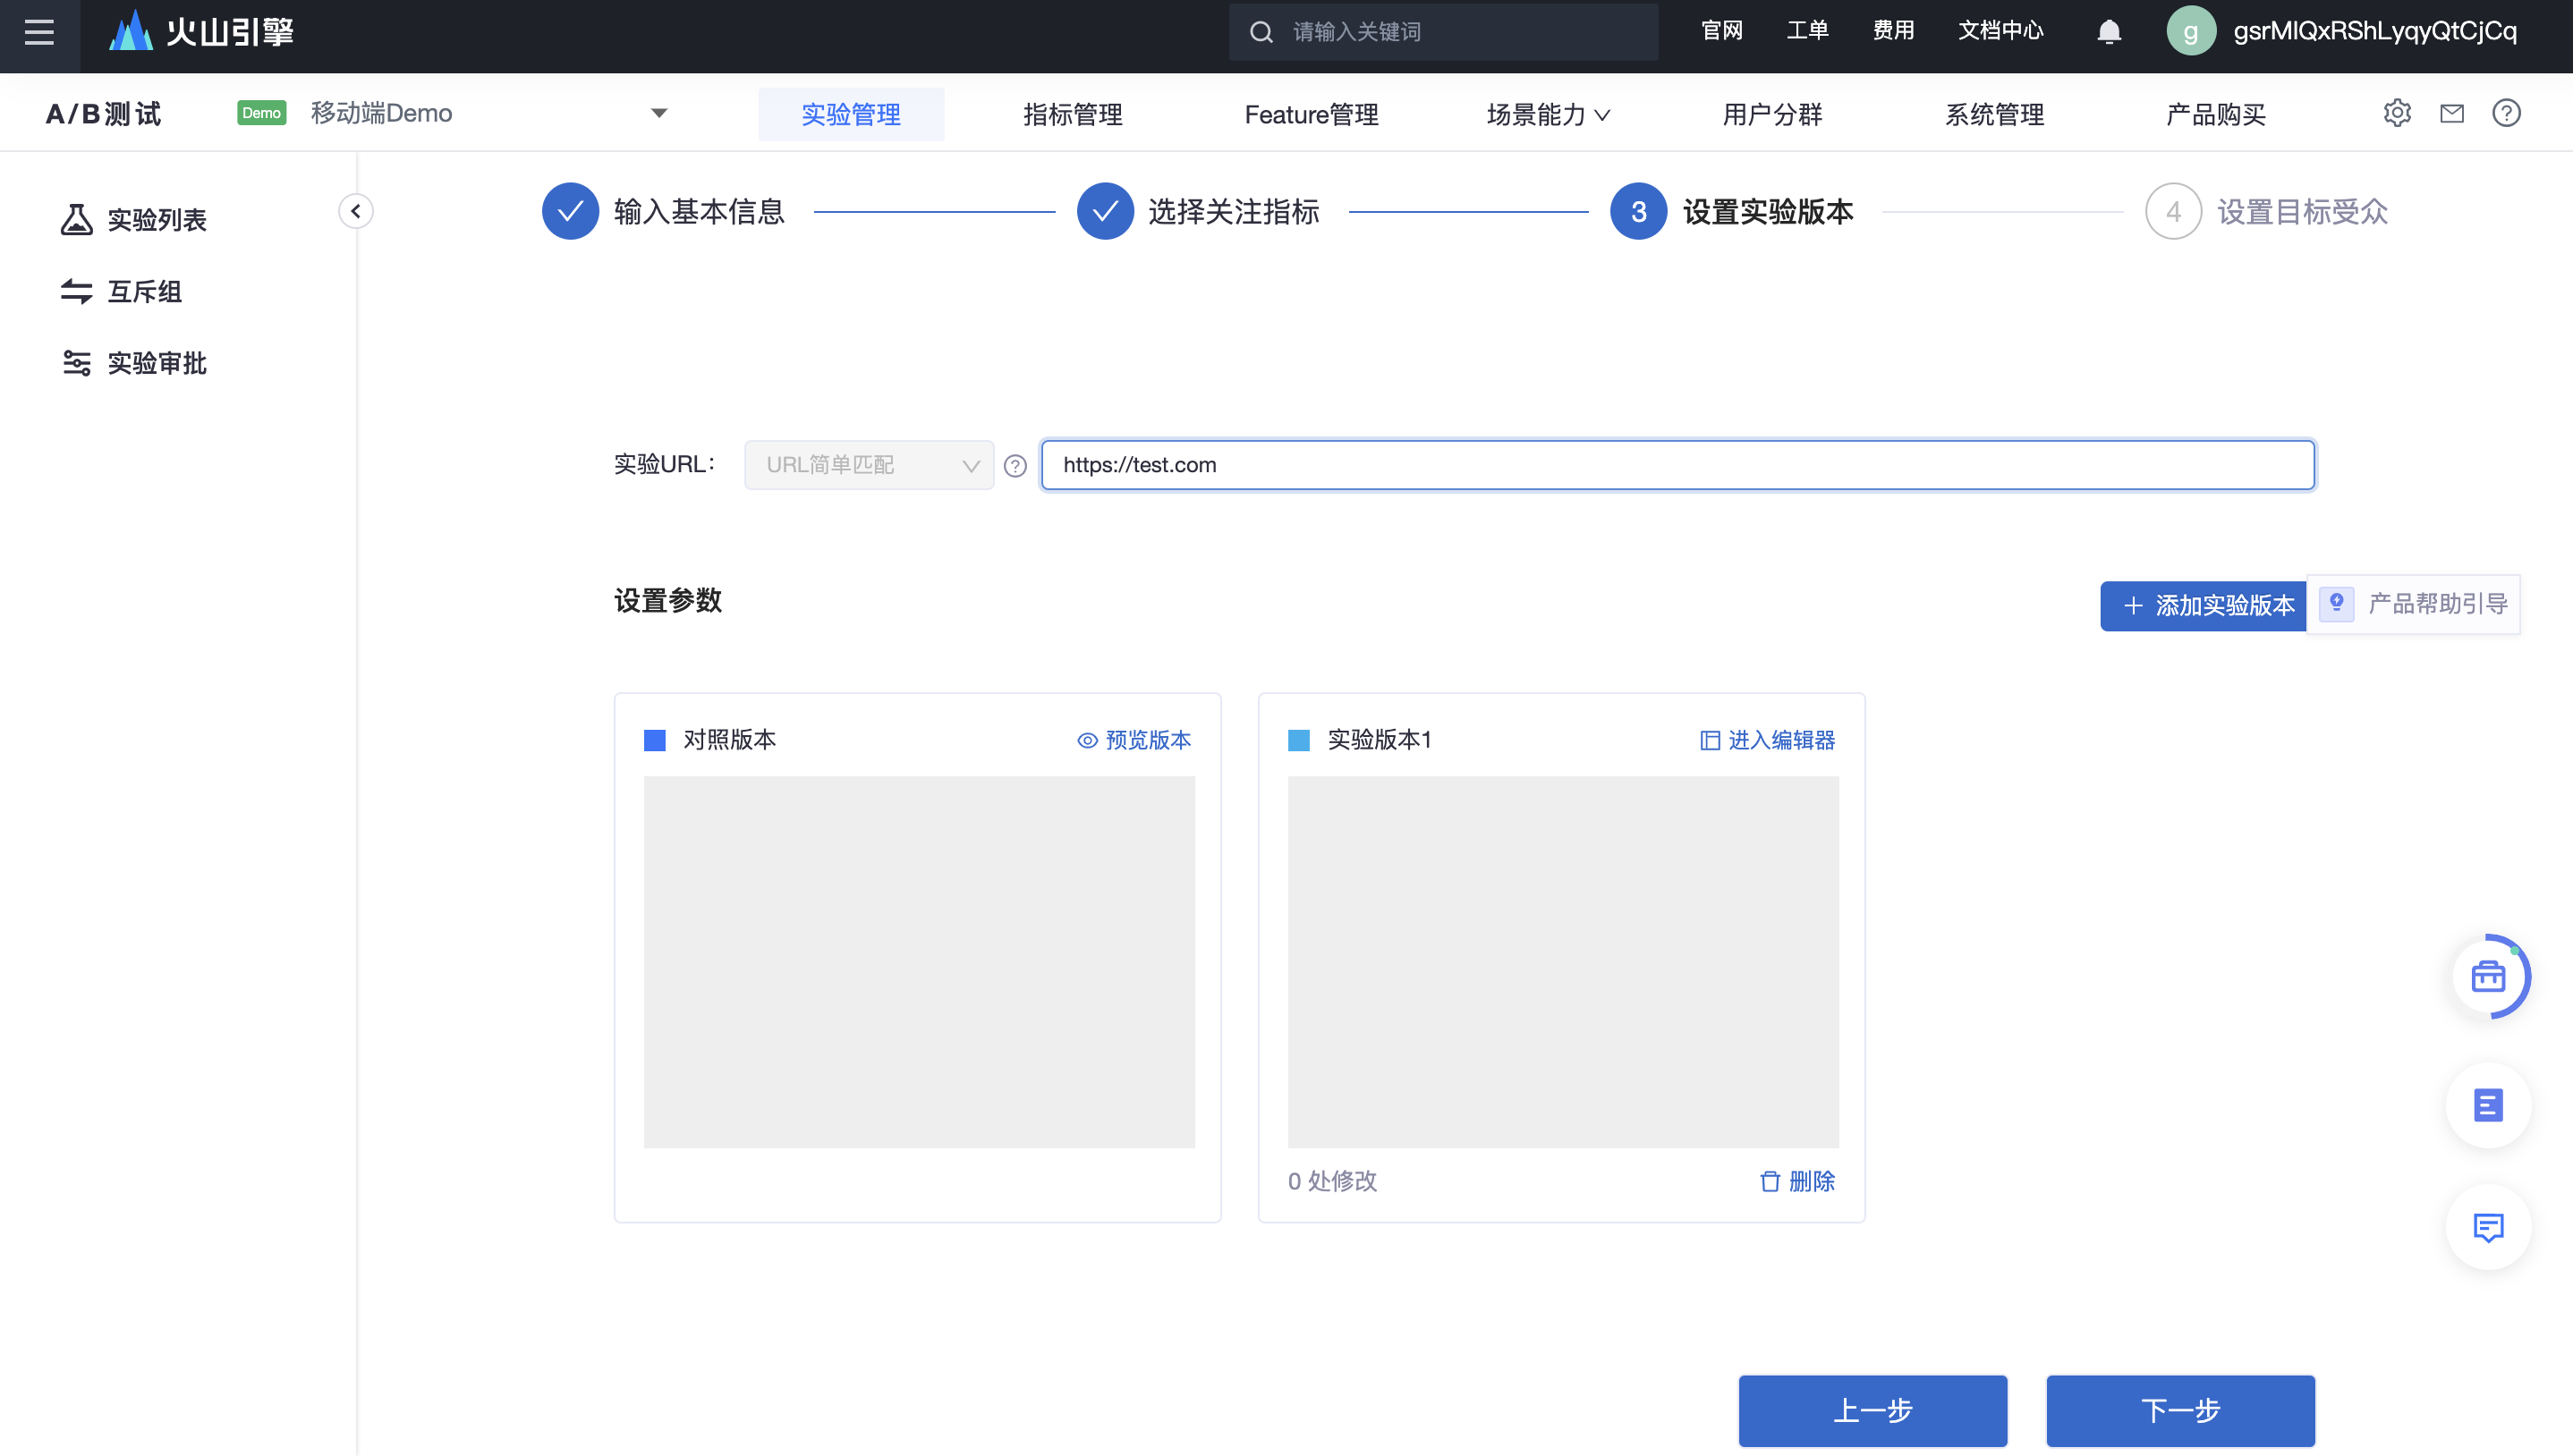 火山引擎
请输入关键词
官网
工单
费用
文档中心
g
gsrMlQxRShLyqyQtCjCq
A/B测试
Demo
移动端Demo
实验管理
指标管理
Feature管理
场景能力
用户分群
系统管理
产品购买
实验列表
互斥组
实验审批
输入基本信息
选择关注指标
3
设置实验版本
4
设置目标受众
实验URL:
URL简单匹配
https://test.com
设置参数
添加实验版本
产品帮助引导
对照版本
预览版本
实验版本1
进入编辑器
0 处修改
删除
上一步
下一步